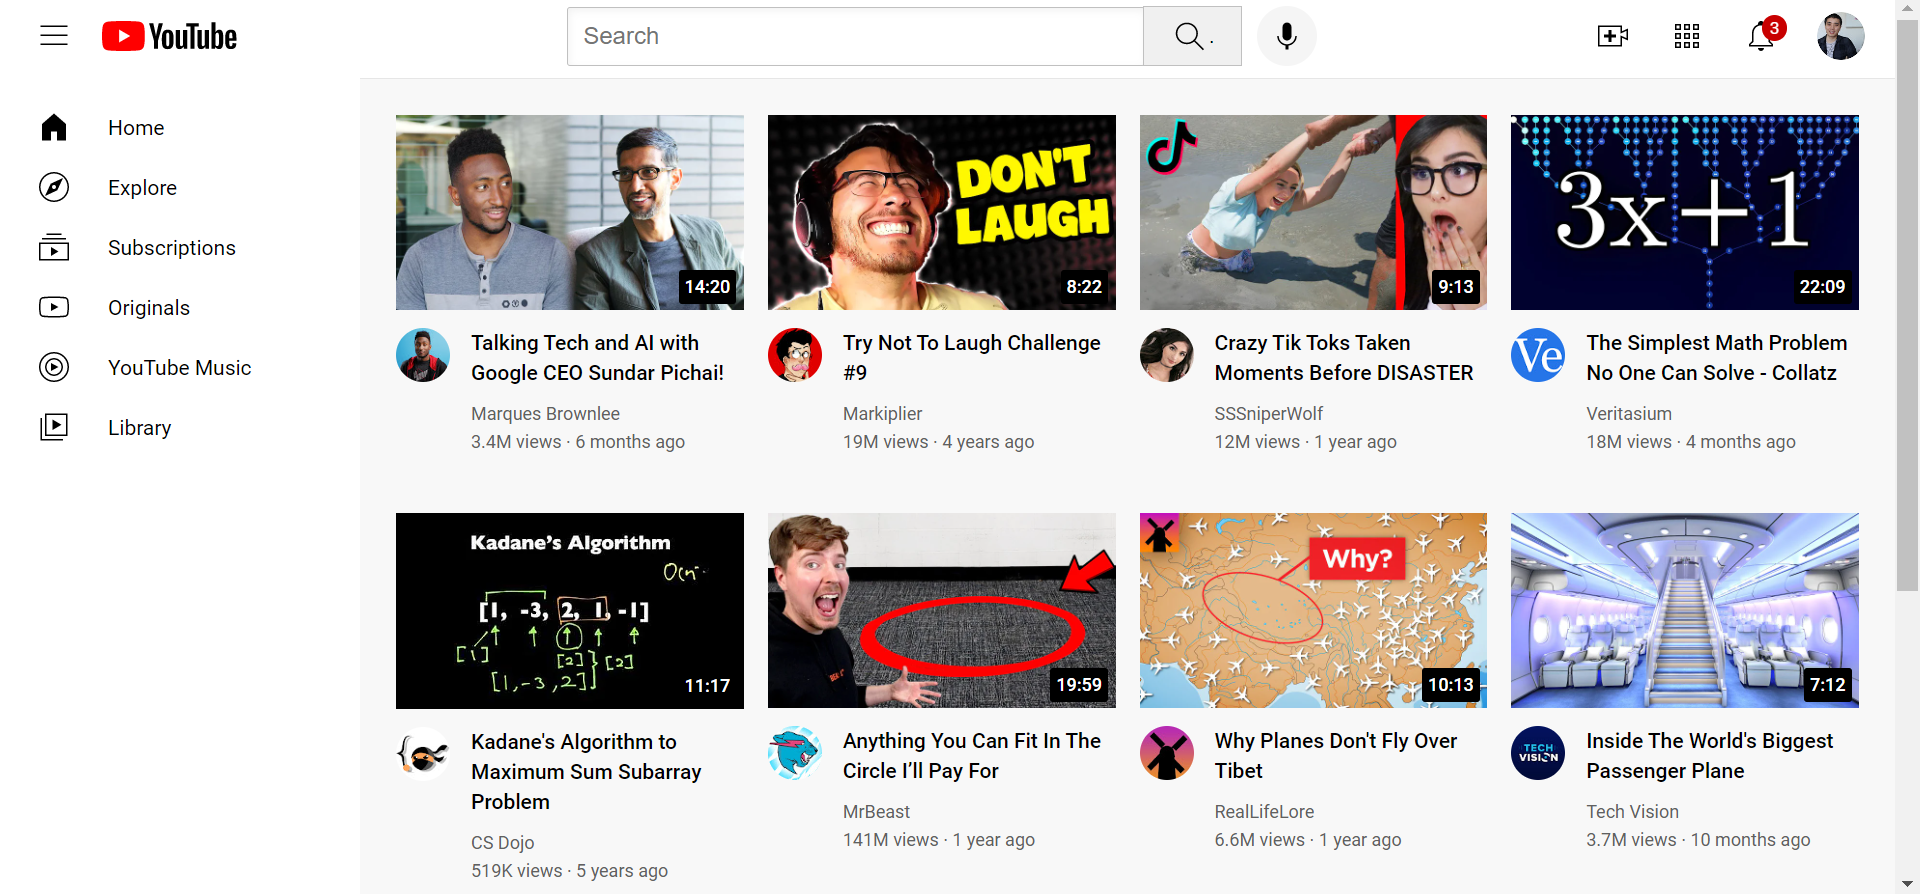 YouTube
Search
.
3
Home
Explore
Subscriptions
Originals
YouTube Music
Library
14:20
DON'T
LAUGH
8:22
9:13
3x+1
22:09
Talking Tech and AI with
Google CEO Sundar Pichai!
Marques Brownlee
3.4M views · 6 months ago
Try Not To Laugh Challenge
#9
Markiplier
19M views · 4 years ago
Crazy Tik Toks Taken
Moments Before DISASTER
SSSniperWolf
12M views · 1 year ago
Ve
The Simplest Math Problem
No One Can Solve - Collatz
Veritasium
18M views · 4 months ago
Kadane's Algorithm
[1, -3, 2, 1, -1]
[1]
[2]
[2]
[1,-3,2]
11:17
19:59
Why?
10:13
7:12
Kadane's Algorithm to
Maximum Sum Subarray
Problem
CS Dojo
519K views · 5 years ago
Anything You Can Fit In The
Circle I’ll Pay For
MrBeast
141M views · 1 year ago
Why Planes Don't Fly Over
Tibet
RealLifeLore
6.6M views · 1 year ago
TECH
VISION
Inside The World's Biggest
Passenger Plane
Tech Vision
3.7M views · 10 months ago